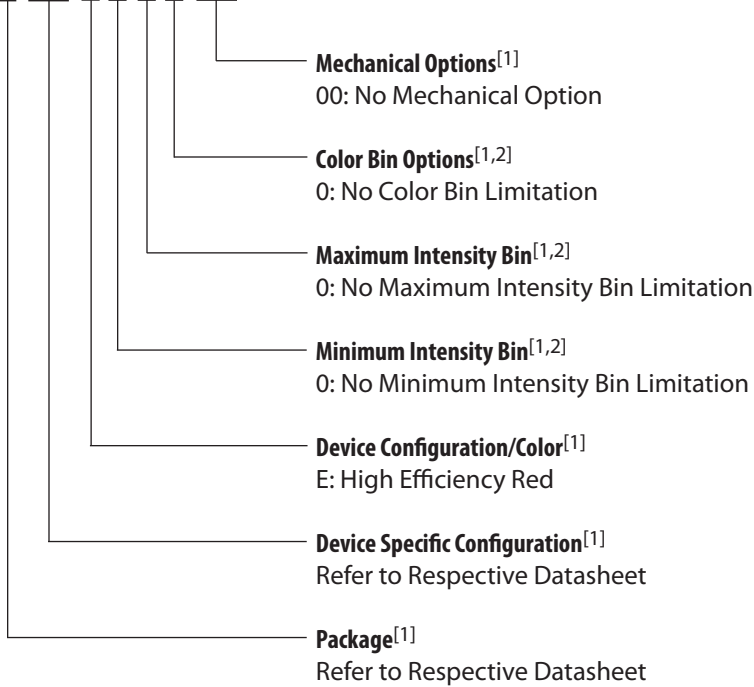 Mechanical Options[1]
00: No Mechanical Option
Color Bin Options[1,2]
0: No Color Bin Limitation
Maximum Intensity Bin[1,2]
0: No Maximum Intensity Bin Limitation
Minimum Intensity Bin[1,2]
0: No Minimum Intensity Bin Limitation
Device Configuration/Color[1]
E: High Efficiency Red
Device Specific Configuration[1]
Refer to Respective Datasheet
Package[1]
Refer to Respective Datasheet